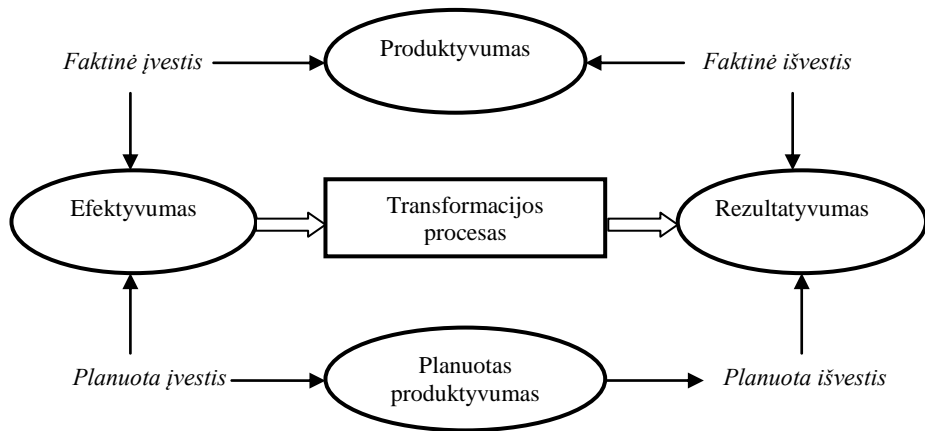 Produktyvumas
Faktinė įvestis
Faktinė išvestis
Efektyvumas
Transformacijos
procesas
Rezultatyvumas
Planuota įvestis
Planuotas
produktyvumas
Planuota išvestis